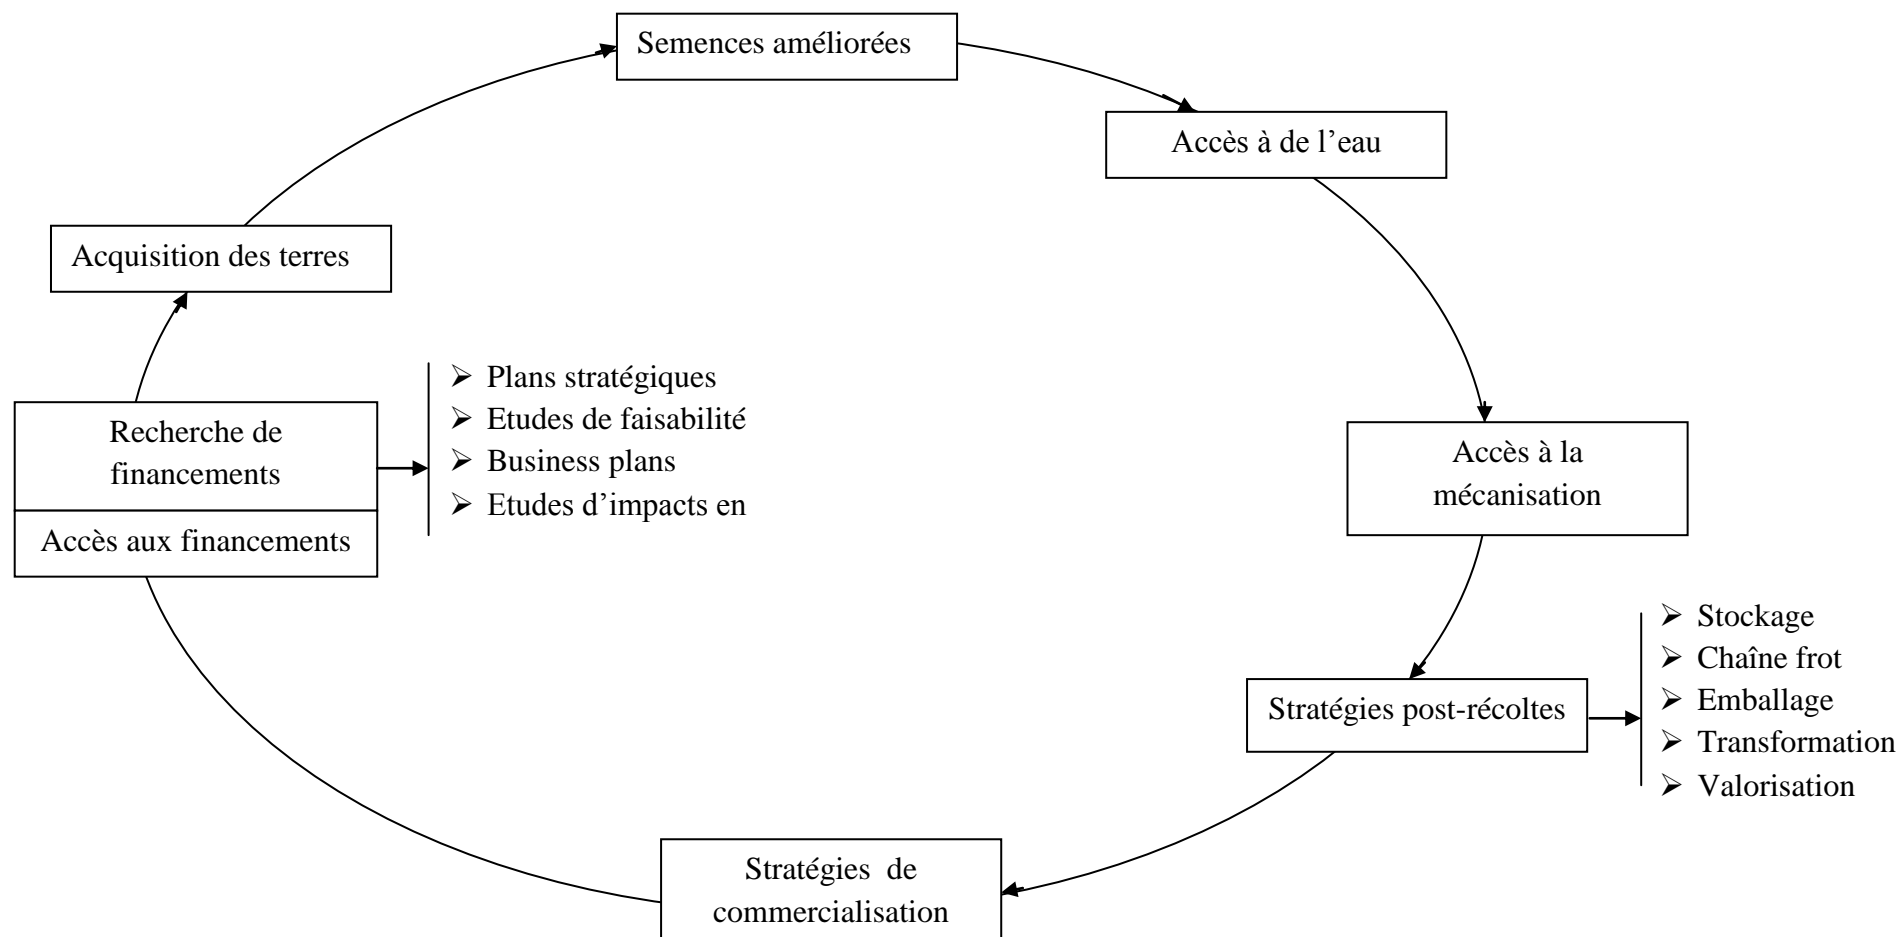 Semences améliorées
Accès à de l’eau
Acquisition des terres
➢ Plans stratégiques
➢ Etudes de faisabilité
➢ Business plans
➢ Etudes d’impacts en
Recherche de
financements
Accès aux financements
Accès à la
mécanisation
Stratégies post-récoltes
➢ Stockage
➢ Chaîne frot
➢ Emballage
➢ Transformation
➢ Valorisation
Stratégies de
commercialisation